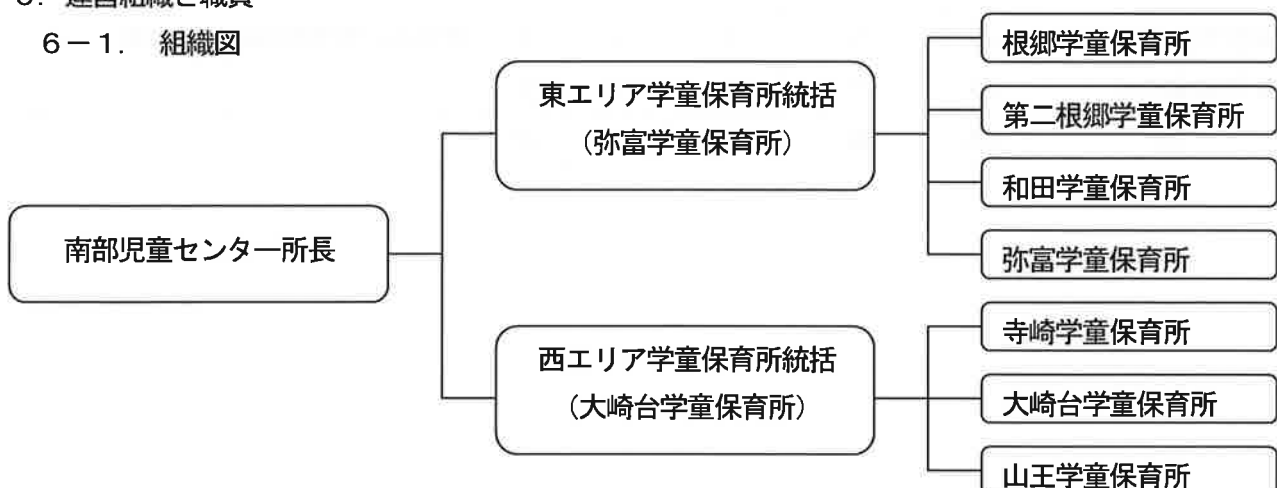 6－1． 組織図
南部児童センター所長
東エリア学童保育所統括
（弥富学童保育所）
根郷学童保育所
第二根郷学童保育所
和田学童保育所
弥富学童保育所
西エリア学童保育所統括
（大崎台学童保育所）
寺崎学童保育所
大崎台学童保育所
山王学童保育所